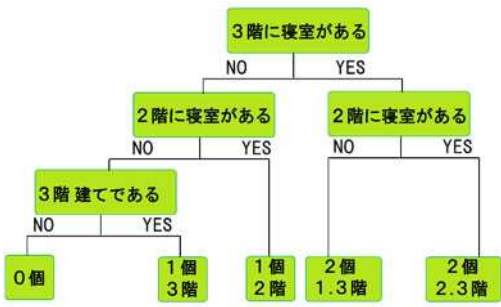 3階に寝室がある
NO YES
2階に寝室がある 2階に寝室がある
NO YES NO YES
3階建てである
NO YES
0個
1個
3階
1個
2階
2個
1.3階
2個
2.3階